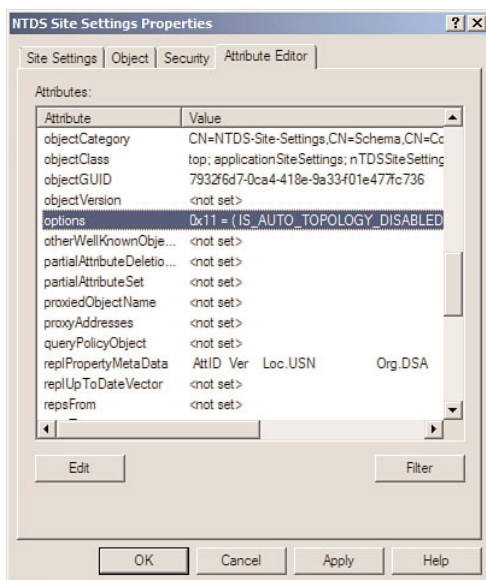 NTDS Site Settings Properties
Site Settings Object Security Attribute Editor
Attributes:
Attribute Value
objectCategory CN=NTDS-Site-Settings,CN=Schema,CN=Cc
objectClass top; applicationSiteSettings; nTDSSiteSetting
objectGUID 7932f6d7-0ca4-418e-9a33-f01e477fc736
objectVersion <not set>
options 0x11 = ( IS_AUTO_TOPOLOGY_DISABLED
otherWellKnownObje... <not set>
partialAttributeDeletio... <not set>
partialAttributeSet <not set>
proxiedObjectName <not set>
proxyAddresses <not set>
queryPolicyObject <not set>
replPropertyMetaData AttID Ver Loc.USN Org.DSA
replUpToDateVector <not set>
repsFrom <not set>
Edit Filter
OK Cancel Apply Help